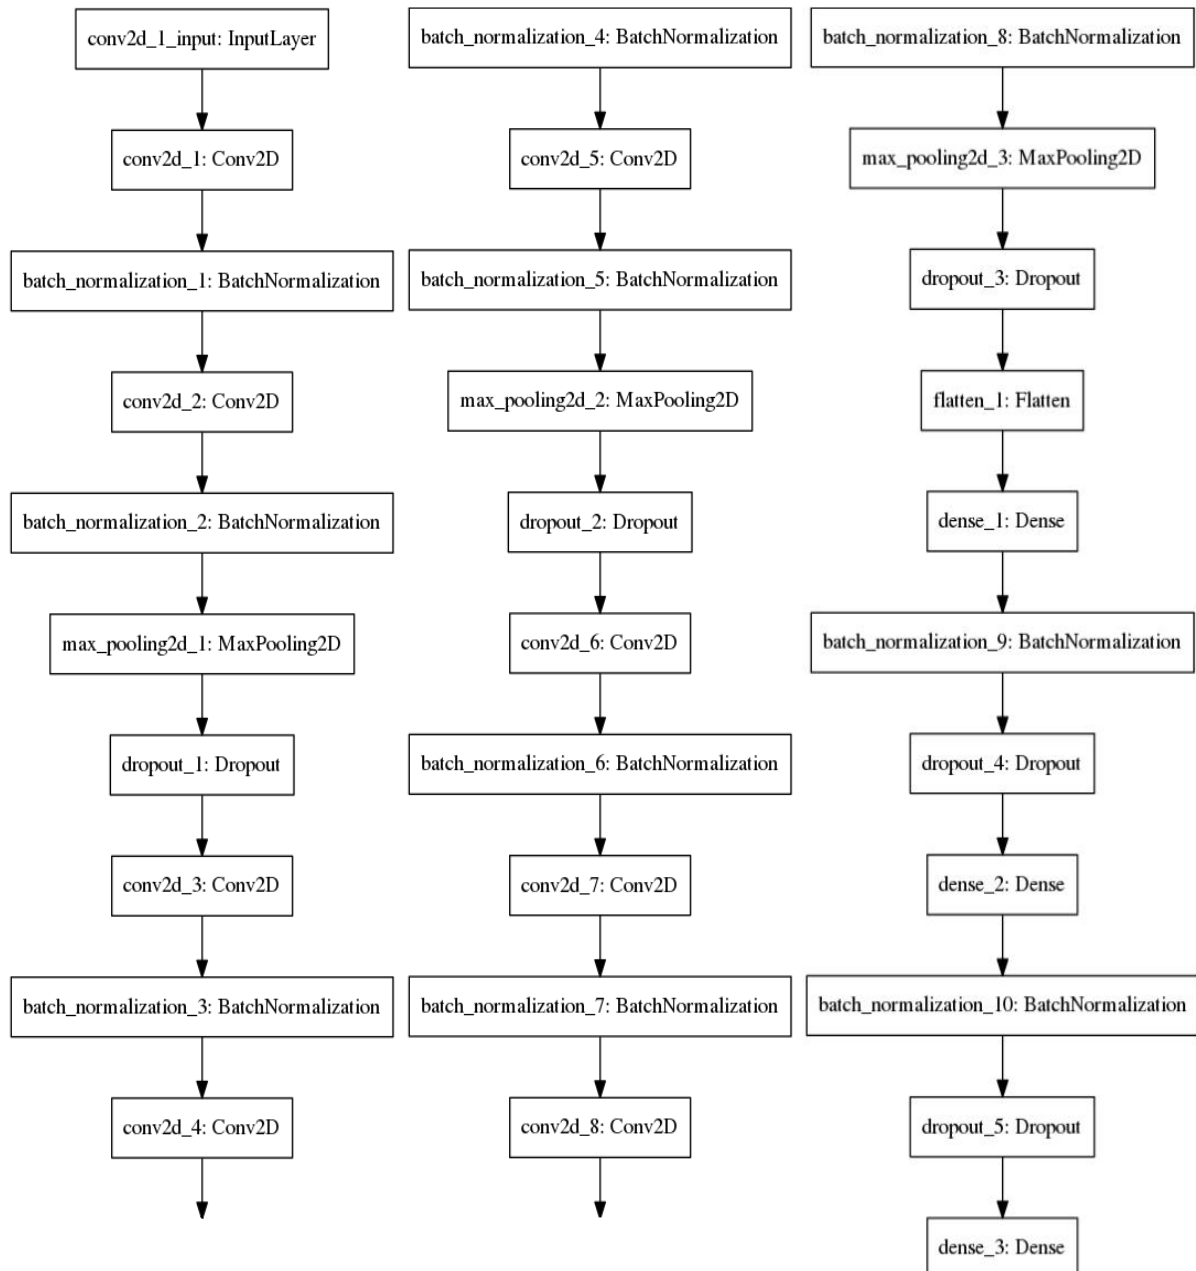 conv2d_1_input: InputLayer
conv2d_1: Conv2D
batch_normalization_1: BatchNormalization
conv2d_2: Conv2D
batch_normalization_2: BatchNormalization
max_pooling2d_1: MaxPooling2D
dropout_1: Dropout
conv2d_3: Conv2D
batch_normalization_3: BatchNormalization
conv2d_4: Conv2D
batch_normalization_4: BatchNormalization
conv2d_5: Conv2D
batch_normalization_5: BatchNormalization
max_pooling2d_2: MaxPooling2D
dropout_2: Dropout
conv2d_6: Conv2D
batch_normalization_6: BatchNormalization
conv2d_7: Conv2D
batch_normalization_7: BatchNormalization
conv2d_8: Conv2D
batch_normalization_8: BatchNormalization
max_pooling2d_3: MaxPooling2D
dropout_3: Dropout
flatten_1: Flatten
dense_1: Dense
batch_normalization_9: BatchNormalization
dropout_4: Dropout
dense_2: Dense
batch_normalization_10: BatchNormalization
dropout_5: Dropout
dense_3: Dense